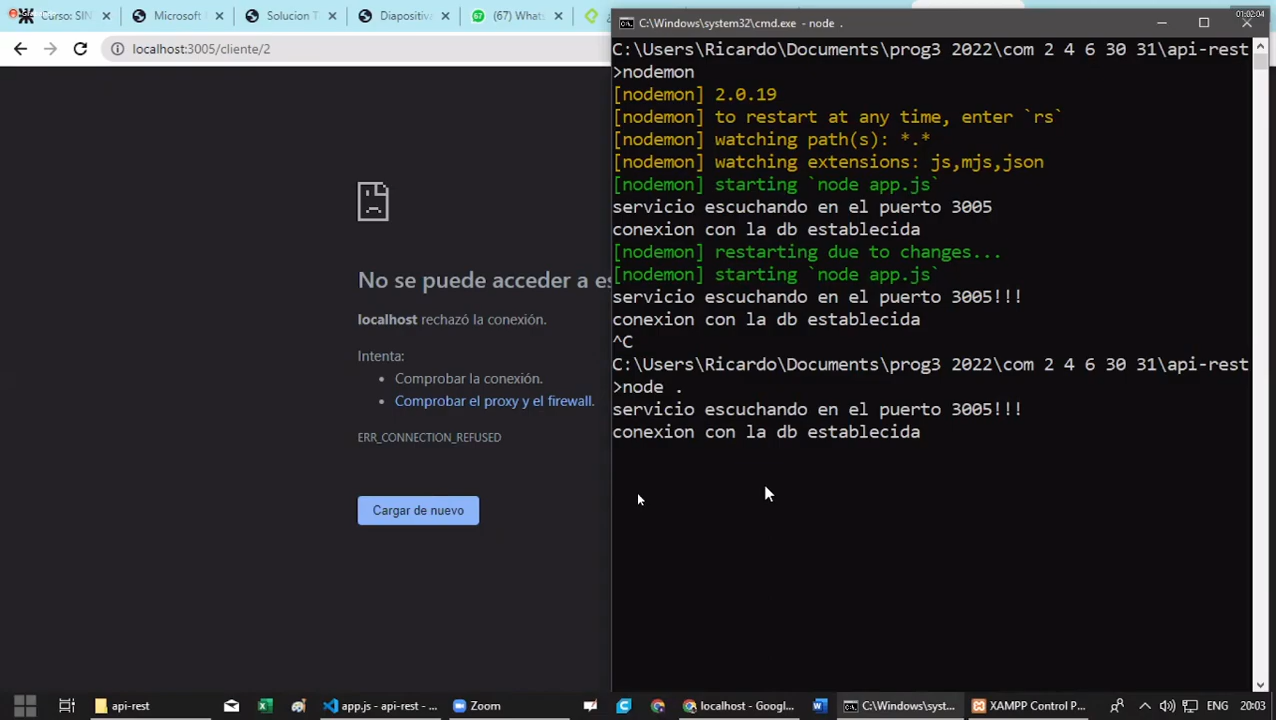 Curso: SIN
Microsoft
Solucion T
Diapositiva
(67) Whats
C:\Windows\system32\cmd.exe - node .
01:02:04
localhost:3005/cliente/2
No se puede acceder a es
localhost rechazó la conexión.
Intenta:
• Comprobar la conexión.
• Comprobar el proxy y el firewall.
ERR_CONNECTION_REFUSED
Cargar de nuevo
C:\Users\Ricardo\Documents\prog3 2022\com 2 4 6 30 31\api-rest
>nodemon
[nodemon] 2.0.19
[nodemon] to restart at any time, enter `rs`
[nodemon] watching path(s): *.*
[nodemon] watching extensions: js,mjs,json
[nodemon] starting `node app.js`
servicio escuchando en el puerto 3005
conexion con la db establecida
[nodemon] restarting due to changes...
[nodemon] starting `node app.js`
servicio escuchando en el puerto 3005!!!
conexion con la db establecida
^C
C:\Users\Ricardo\Documents\prog3 2022\com 2 4 6 30 31\api-rest
>node .
servicio escuchando en el puerto 3005!!!
conexion con la db establecida
api-rest
app.js - api-rest - ...
Zoom
localhost - Googl...
C:\Windows\syst...
XAMPP Control P...
ENG
20:03